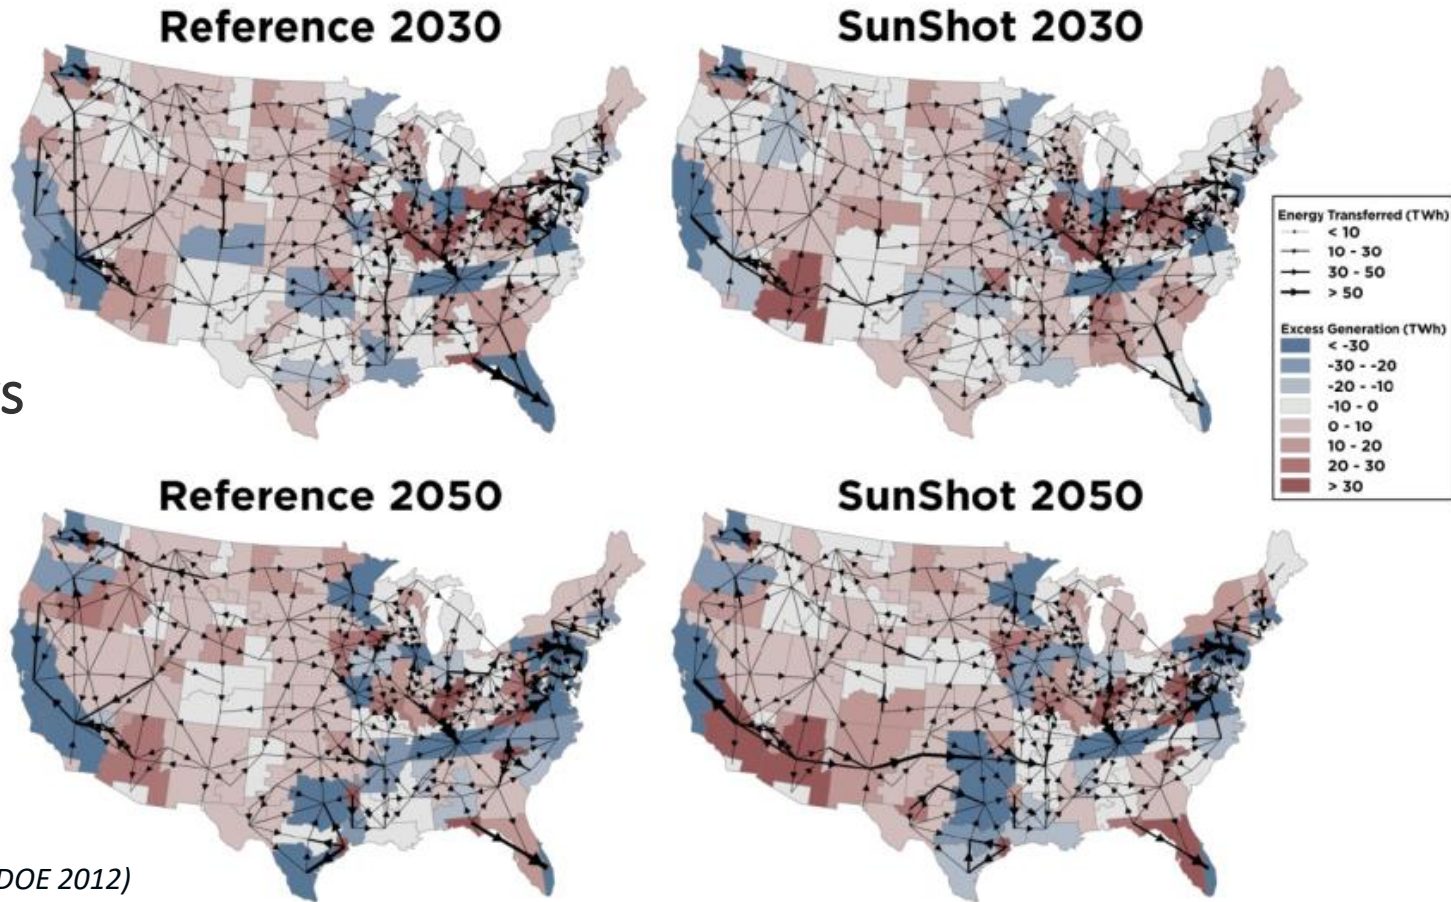 Reference 2030
SunShot 2030
Energy Transferred (TWh)
< 10
10 - 30
30 - 50
> 50
Excess Generation (TWh)
< -30
-30 - -20
-20 - -10
-10 - 0
0 - 10
10 - 20
20 - 30
> 30
s
Reference 2050
SunShot 2050
DOE 2012)